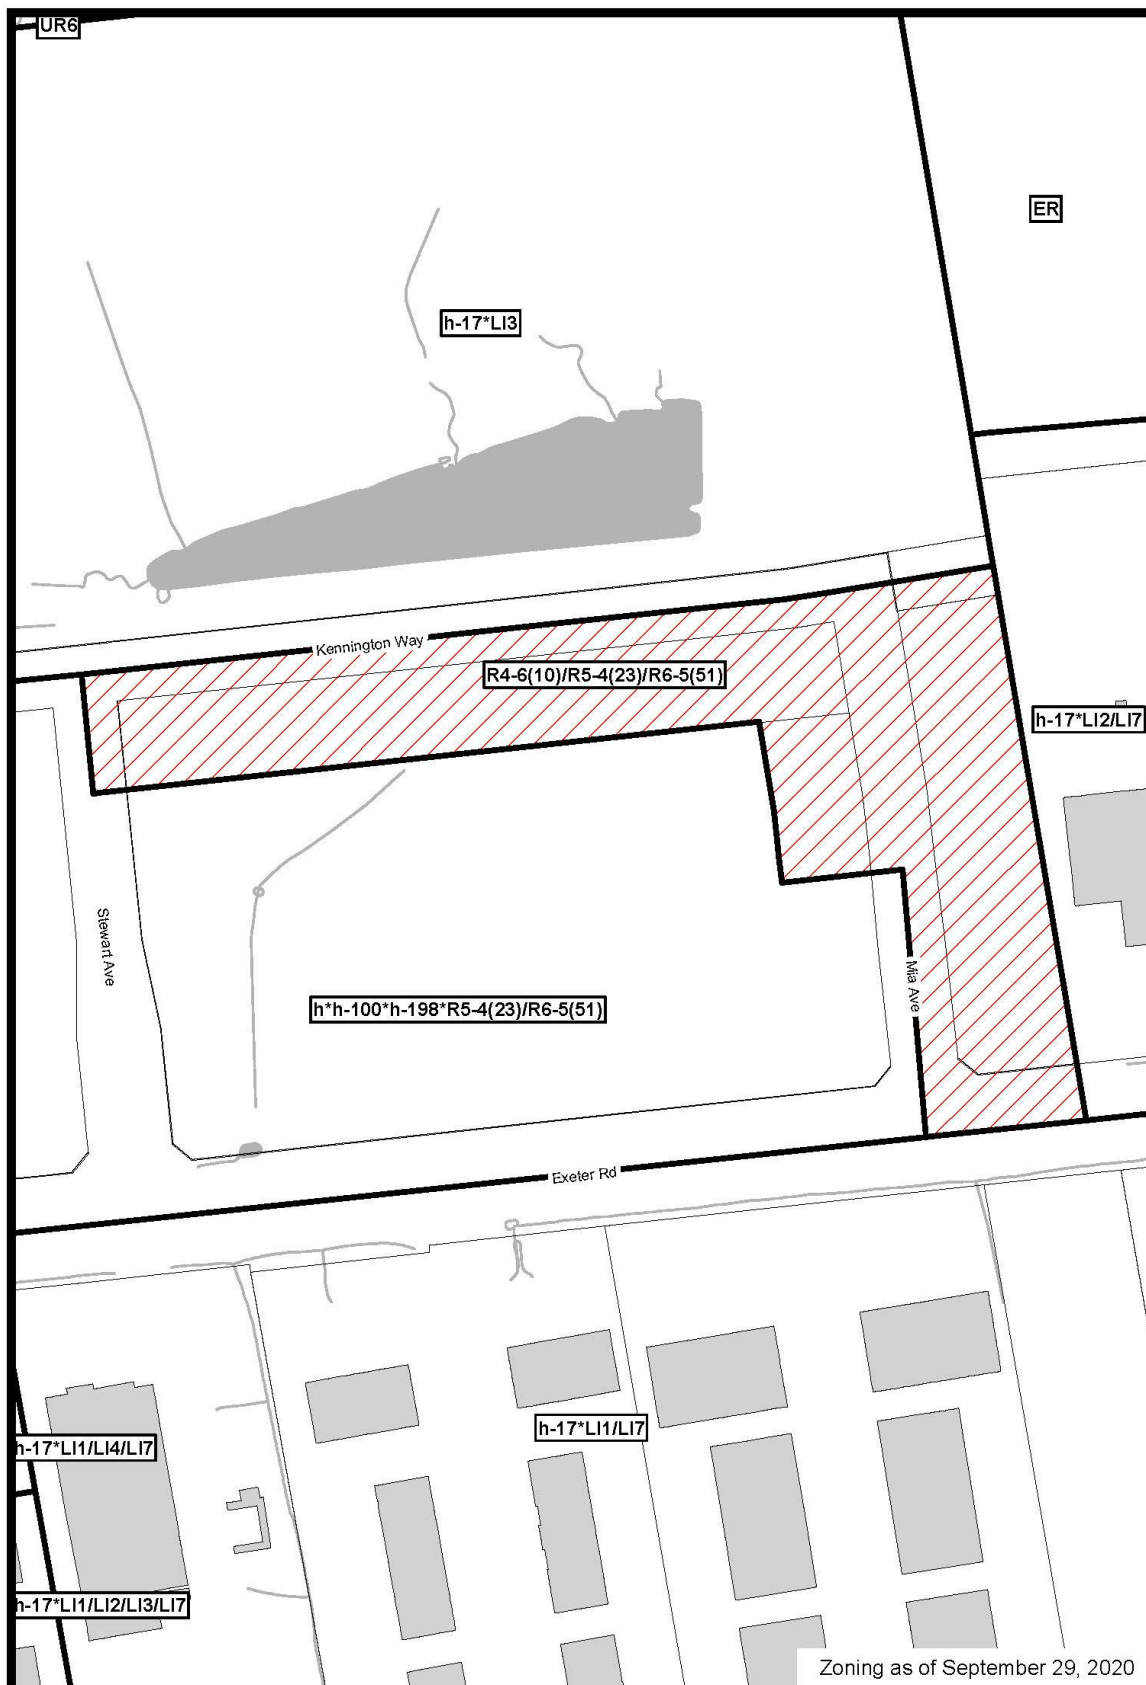 UR6
ER
h-17*LI3
Kennington Way
R4-6(10)/R5-4(23)/R6-5(51)
h-17*LI2/LI7
Stewart Ave
Mia Ave
h*h-100*h-198*R5-4(23)/R6-5(51)
Exeter Rd
h-17*LI1/LI7
h-17*LI1/LI4/LI7
h-17*LI1/LI2/LI3/LI7
Zoning as of September 29, 2020